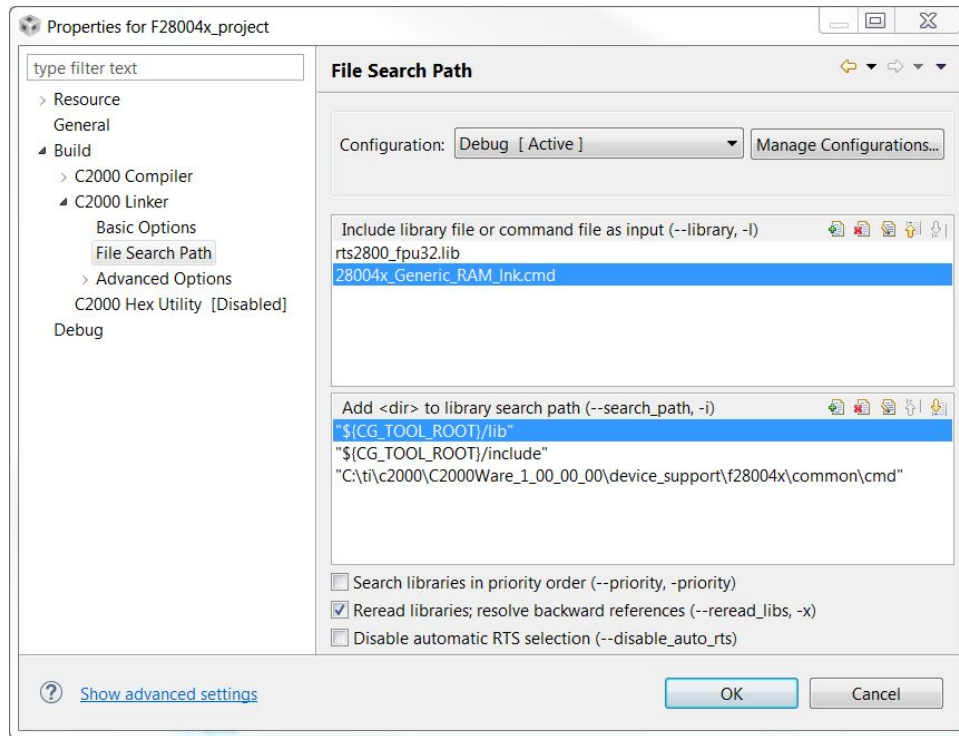 Properties for F28004x_project
type filter text
Resource
General
Build
C2000 Compiler
C2000 Linker
Basic Options
File Search Path
Advanced Options
C2000 Hex Utility [Disabled]
Debug
File Search Path
Configuration: Debug [ Active ] Manage Configurations...
Include library file or command file as input (--library, -l)
rts2800_fpu32.lib
28004x_Generic_RAM_lnk.cmd
Add <dir> to library search path (--search_path, -i)
"${CG_TOOL_ROOT}/lib"
"${CG_TOOL_ROOT}/include"
"C:\ti\c2000\C2000Ware_1_00_00_00\device_support\f28004x\common\cmd"
Search libraries in priority order (--priority, -priority)
Reread libraries; resolve backward references (--reread_libs, -x)
Disable automatic RTS selection (--disable_auto_rts)
? Show advanced settings OK Cancel